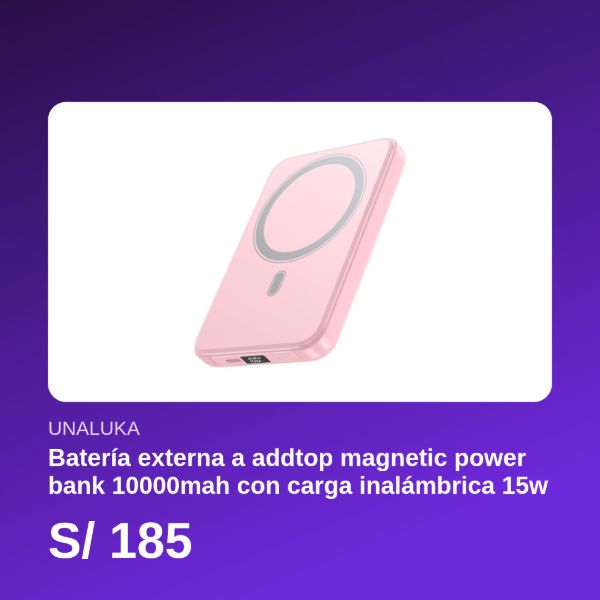 UNALUKA
Batería externa a addtop magnetic power
bank 10000mah con carga inalámbrica 15w
S/ 185